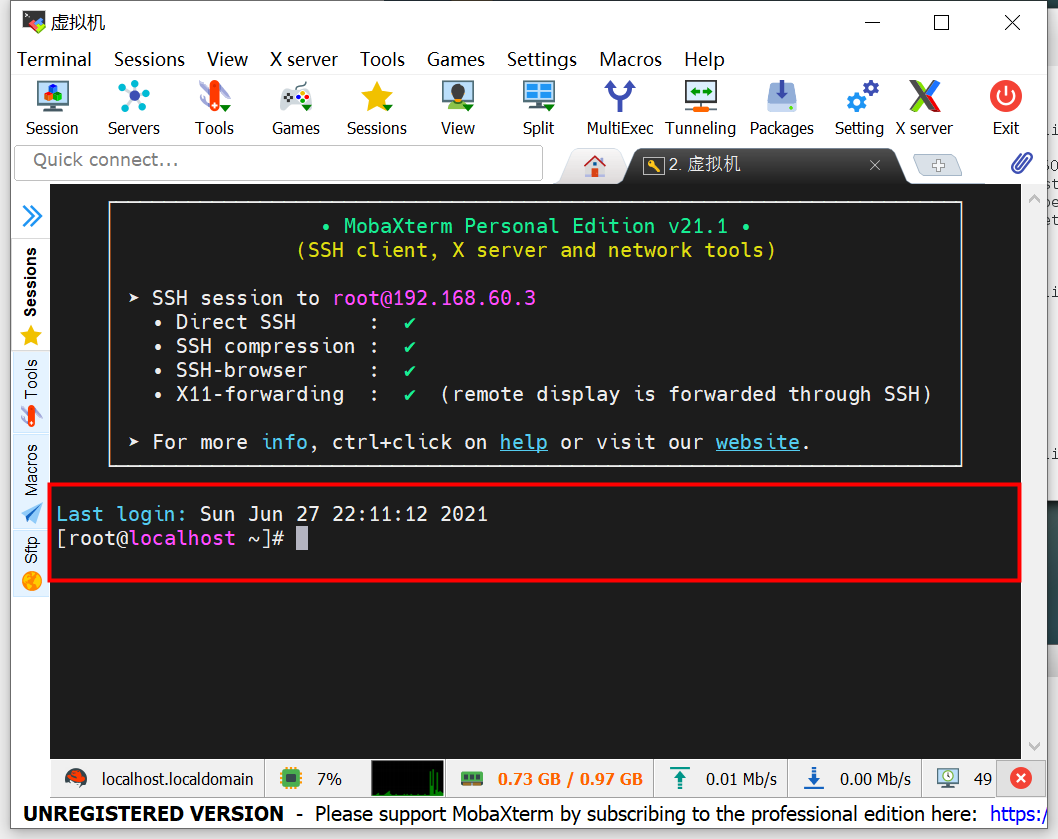 虚拟机
Terminal Sessions View X server Tools Games Settings Macros Help
Session Servers Tools Games Sessions View Split MultiExec Tunneling Packages Setting X server Exit
Quick connect...
2. 虚拟机
• MobaXterm Personal Edition v21.1 •
(SSH client, X server and network tools)
➤ SSH session to root@192.168.60.3
• Direct SSH : ✔
• SSH compression : ✔
• SSH-browser : ✔
• X11-forwarding : ✔ (remote display is forwarded through SSH)
➤ For more info, ctrl+click on help or visit our website.
Last login: Sun Jun 27 22:11:12 2021
[root@localhost ~]#
Sessions
Tools
Macros
Sftp
localhost.localdomain 7% 0.73 GB / 0.97 GB 0.01 Mb/s 0.00 Mb/s 49
UNREGISTERED VERSION - Please support MobaXterm by subscribing to the professional edition here: https:/